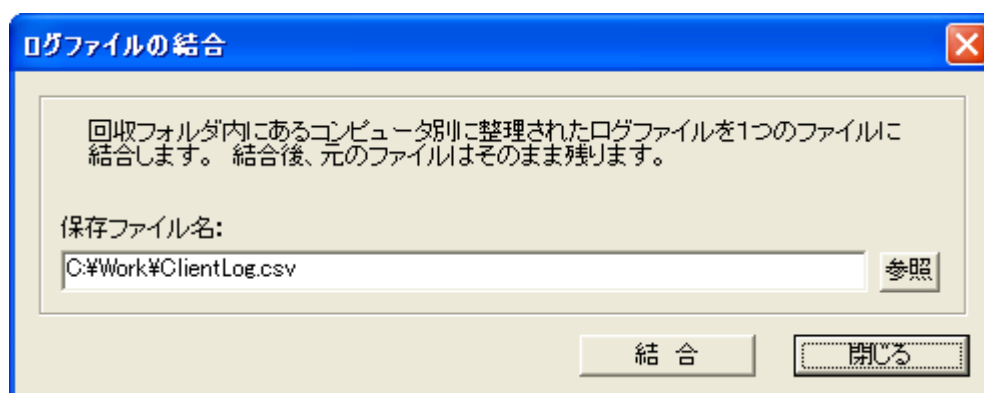 ログファイルの結合
回収フォルダ内にあるコンピュータ別に整理されたログファイルを1つのファイルに
結合します。 結合後、元のファイルはそのまま残ります。
保存ファイル名:
C:¥Work¥ClientLog.csv
参照
結 合
閉じる